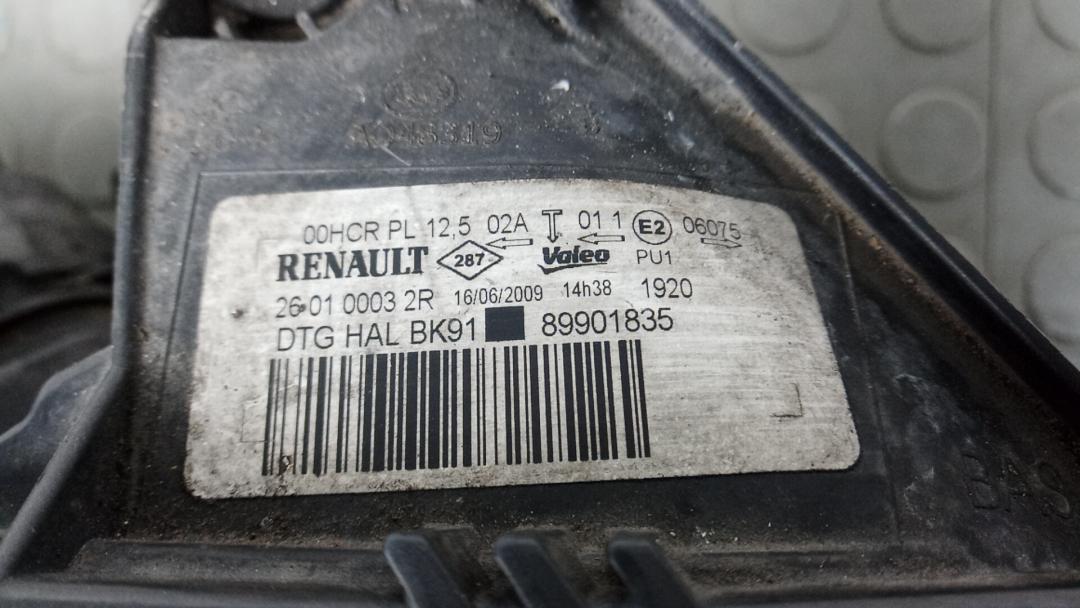 00HCR PL 12,5 02A 01 1 E2 06075
RENAULT 287 Valeo PU1
26 01 0003 2R 16/06/2009 14h38 1920
DTG HAL BK91 89901835
BAS